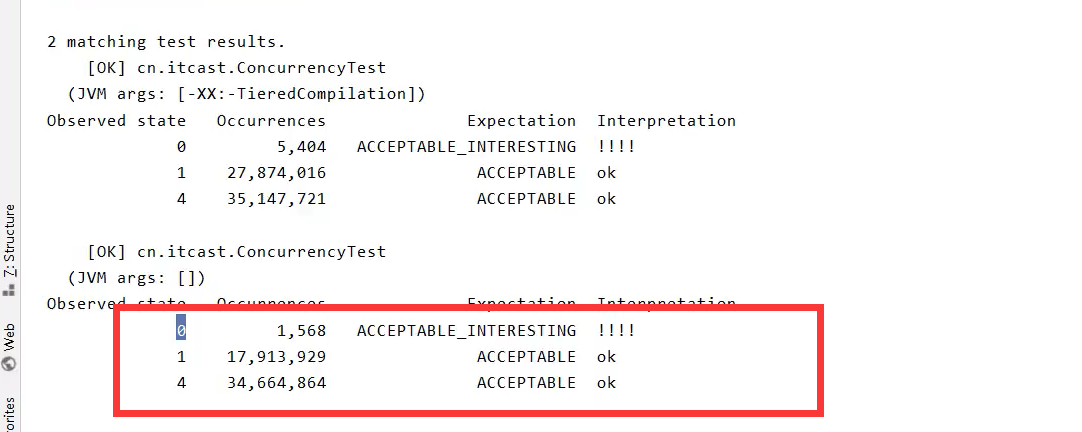 2 matching test results.
[OK] cn.itcast.ConcurrencyTest
(JVM args: [-XX:-TieredCompilation])
Observed state Occurrences Expectation Interpretation
0 5,404 ACCEPTABLE_INTERESTING !!!!
1 27,874,016 ACCEPTABLE ok
4 35,147,721 ACCEPTABLE ok
[OK] cn.itcast.ConcurrencyTest
(JVM args: [])
Observed state Occurrences Expectation Interpretation
0 1,568 ACCEPTABLE_INTERESTING !!!!
1 17,913,929 ACCEPTABLE ok
4 34,664,864 ACCEPTABLE ok
Z: Structure
Web
orites